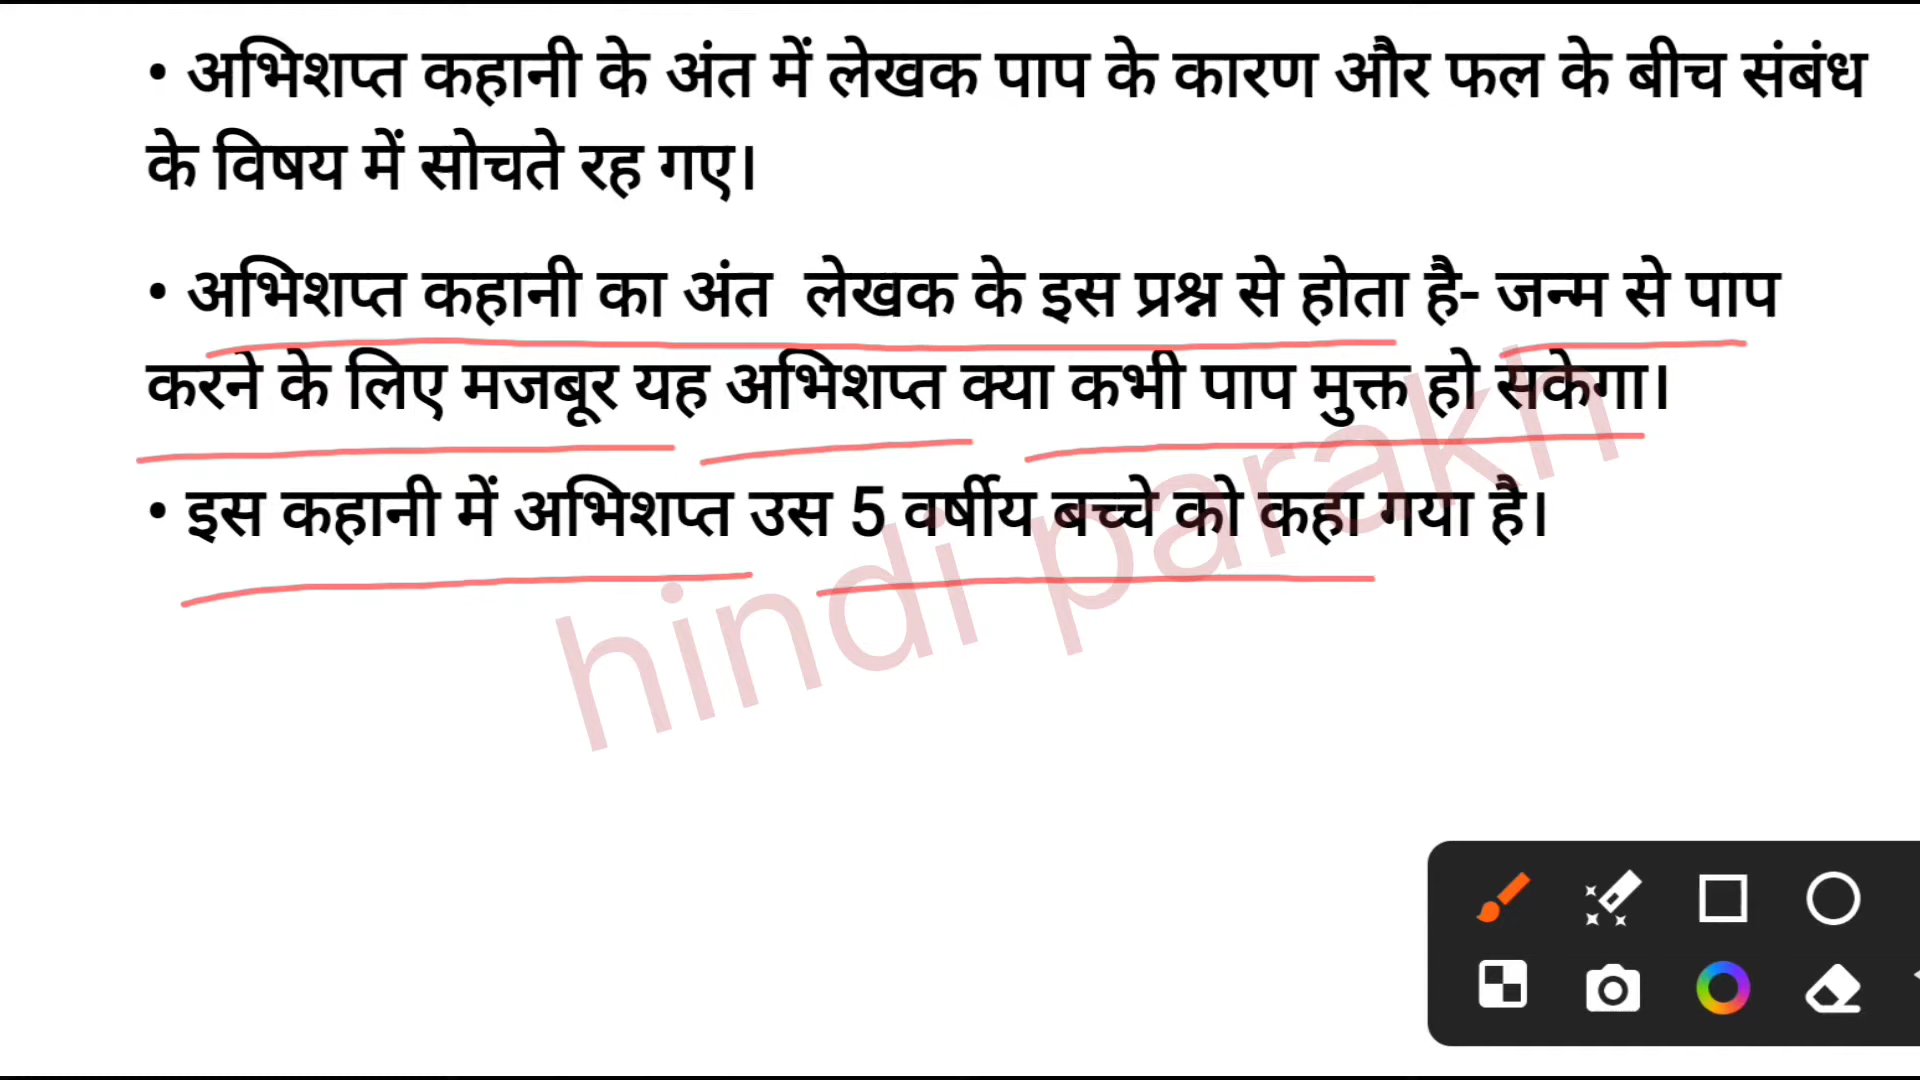 • अभिशप्त कहानी के अंत में लेखक पाप के कारण और फल के बीच संबंध
के विषय में सोचते रह गए।
• अभिशप्त कहानी का अंत लेखक के इस प्रश्न से होता है- जन्म से पाप
करने के लिए मजबूर यह अभिशप्त क्या कभी पाप मुक्त हो सकेगा।
• इस कहानी में अभिशप्त उस 5 वर्षीय बच्चे को कहा गया है।
hindi parakh